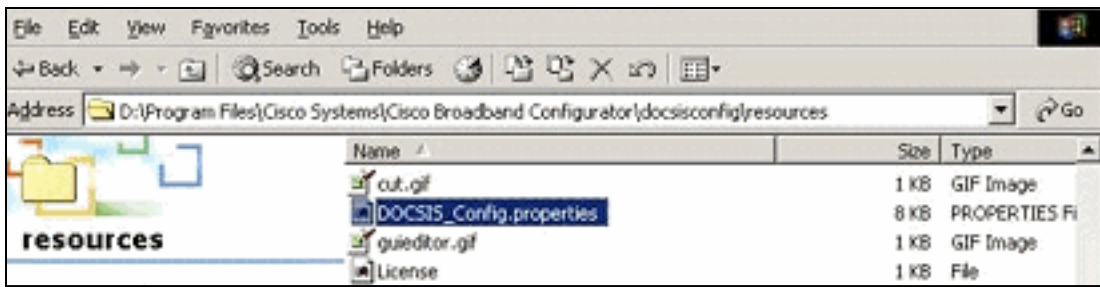 File Edit View Favorites Tools Help
Back Search Folders
Address D:\Program Files\Cisco Systems\Cisco Broadband Configurator\docsisconfig\resources Go
Name Size Type
cut.gif 1 KB GIF Image
DOCSIS_Config.properties 8 KB PROPERTIES Fi
guieditor.gif 1 KB GIF Image
resources
License 1 KB File